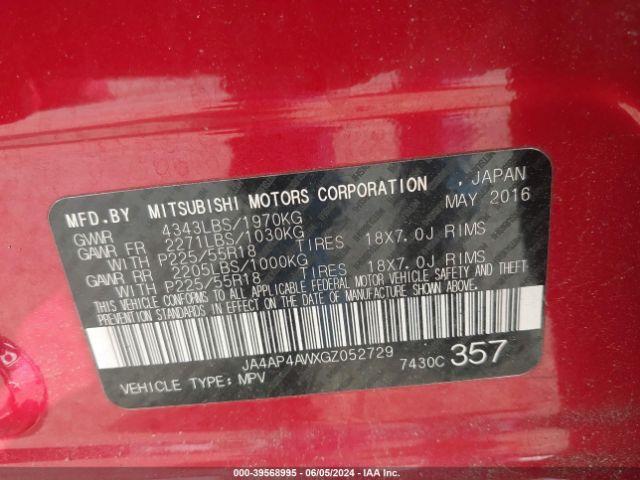 MFD.BY MITSUBISHI MOTORS CORPORATION , JAPAN
GVWR 4343LBS/1970KG MAY 2016
GAWR FR 2271LBS/1030KG
WITH P225/55R18 TIRES 18X7.0J RIMS
GAWR RR 2205LBS/1000KG
WITH P225/55R18 TIRES 18X7.0J RIMS
THIS VEHICLE CONFORMS TO ALL APPLICABLE FEDERAL MOTOR VEHICLE SAFETY AND THEFT
PREVENTION STANDARDS IN EFFECT ON THE DATE OF MANUFACTURE SHOWN ABOVE.
JA4AP4AWXGZ052729
7430C 357
VEHICLE TYPE: MPV
000-39568995 - 06/05/2024 - IAA Inc.